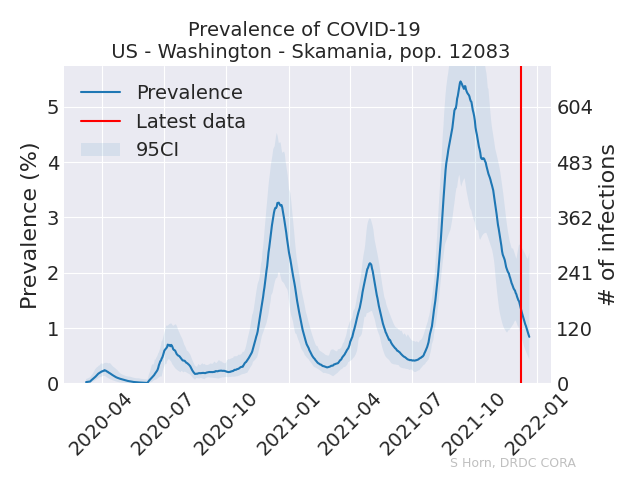 Prevalence of COVID-19
US - Washington - Skamania, pop. 12083
Prevalence
Latest data
95CI
Prevalence (%)
5
4
3
2
1
0
604
483
362
241
120
0
# of infections
2020-04
2020-07
2020-10
2021-01
2021-04
2021-07
2021-10
2022-01
S Horn, DRDC CORA